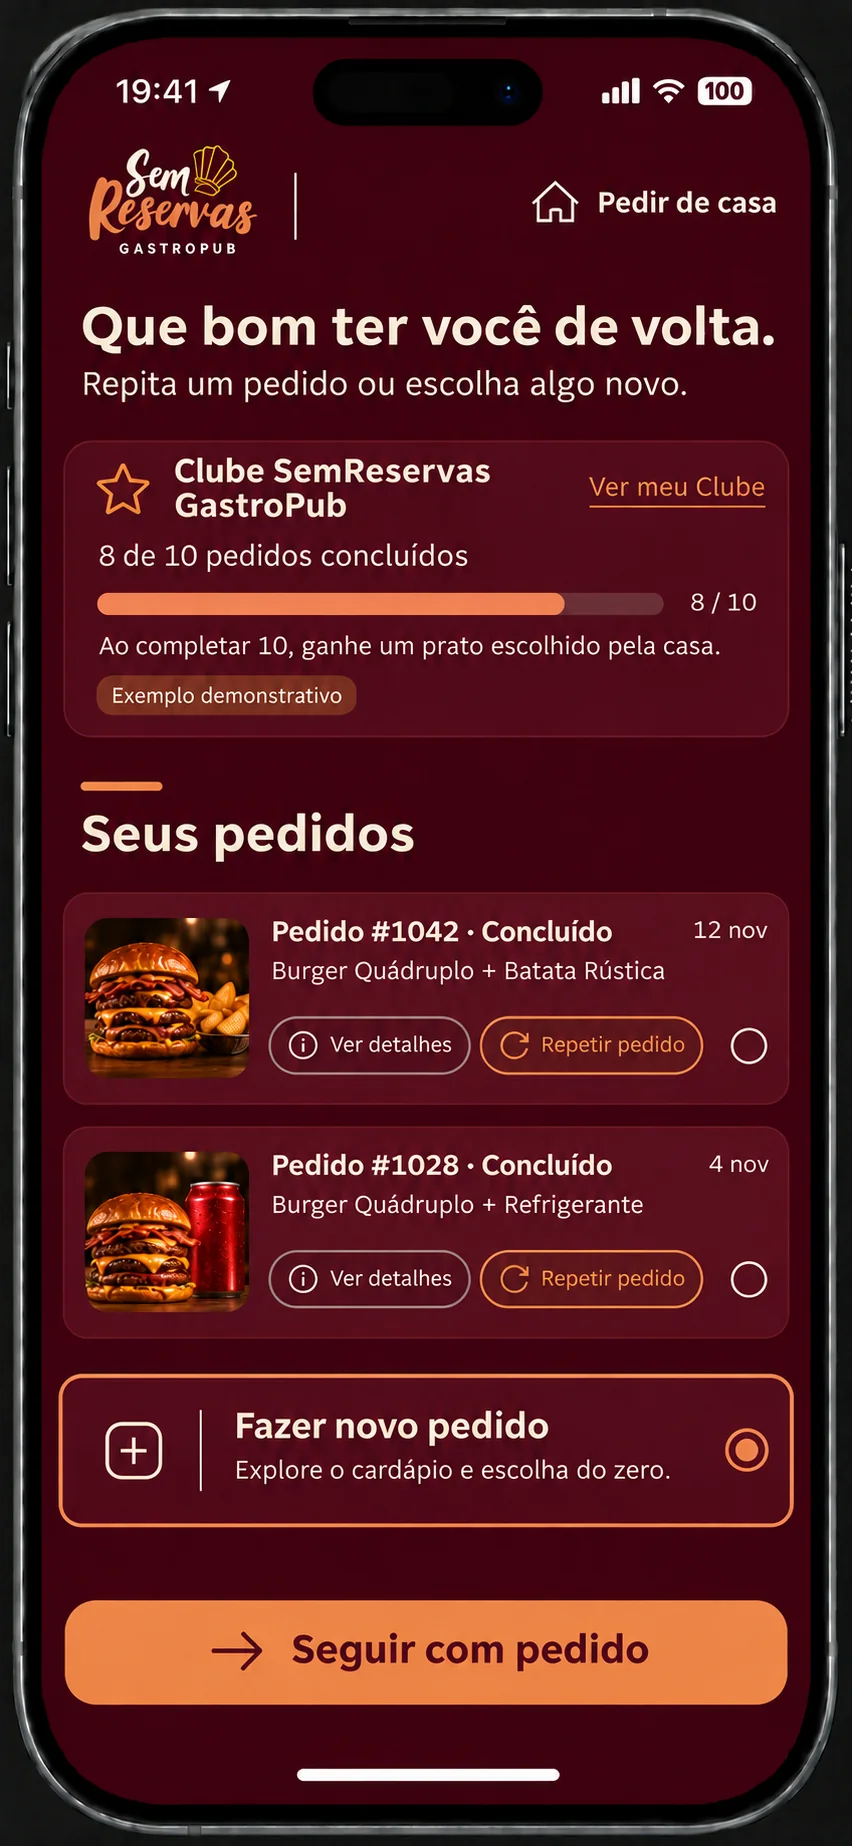 19:41
100
Sem
Reservas
GASTROPUB
Pedir de casa
Que bom ter você de volta.
Repita um pedido ou escolha algo novo.
Clube SemReservas
GastroPub
Ver meu Clube
8 de 10 pedidos concluídos
8 / 10
Ao completar 10, ganhe um prato escolhido pela casa.
Exemplo demonstrativo
Seus pedidos
Pedido #1042 · Concluído
12 nov
Burger Quádruplo + Batata Rústica
Ver detalhes
Repetir pedido
Pedido #1028 · Concluído
4 nov
Burger Quádruplo + Refrigerante
Ver detalhes
Repetir pedido
Fazer novo pedido
Explore o cardápio e escolha do zero.
Seguir com pedido